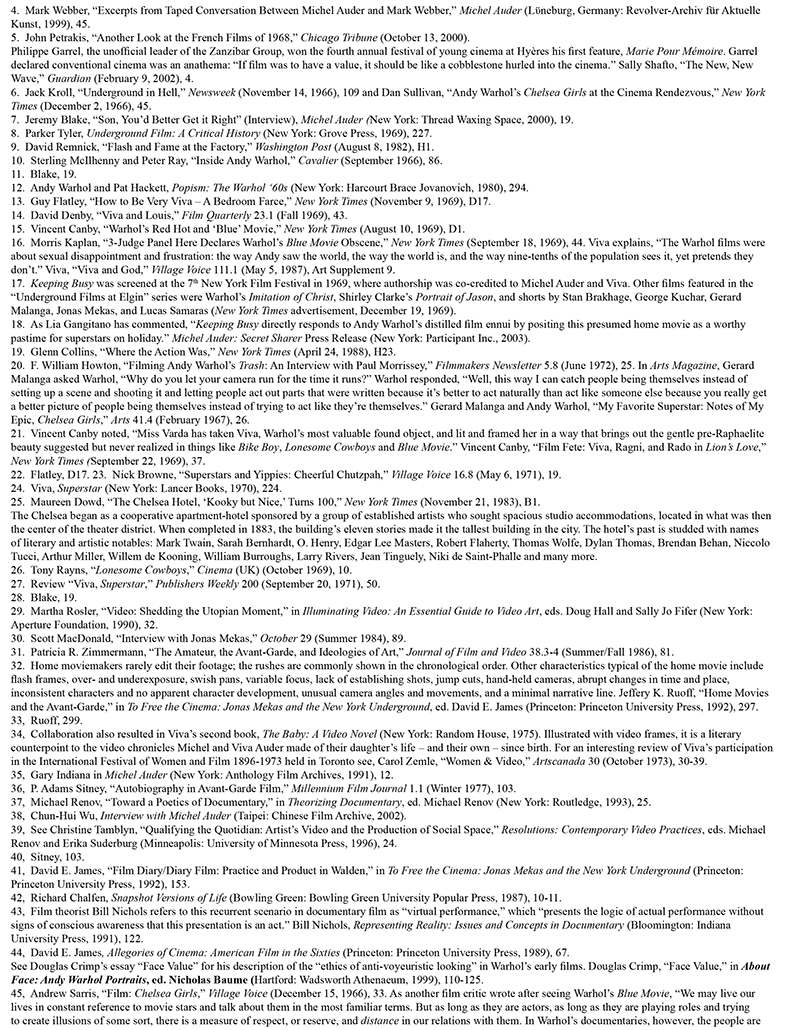 4.  Mark Webber, “Excerpts from Taped Conversation Between Michel Auder and Mark Webber,” Michel Auder (Lüneburg, Germany: Revolver-Archiv für Aktuelle
Kunst, 1999), 45.
5.  John Petrakis, “Another Look at the French Films of 1968,” Chicago Tribune (October 13, 2000).
Philippe Garrel, the unofficial leader of the Zanzibar Group, won the fourth annual festival of young cinema at Hyères his first feature, Marie Pour Mémoire. Garrel
declared conventional cinema was an anathema: “If film was to have a value, it should be like a cobblestone hurled into the cinema.” Sally Shafto, “The New, New
Wave,” Guardian (February 9, 2002), 4.
6.  Jack Kroll, “Underground in Hell,” Newsweek (November 14, 1966), 109 and Dan Sullivan, “Andy Warhol’s Chelsea Girls at the Cinema Rendezvous,” New York
Times (December 2, 1966), 45.
7.  Jeremy Blake, “Son, You’d Better Get it Right” (Interview), Michel Auder (New York: Thread Waxing Space, 2000), 19.
8.  Parker Tyler, Underground Film: A Critical History (New York: Grove Press, 1969), 227.
9.  David Remnick, “Flash and Fame at the Factory,” Washington Post (August 8, 1982), H1.
10.  Sterling McIlhenny and Peter Ray, “Inside Andy Warhol,” Cavalier (September 1966), 86.
11.  Blake, 19.
12.  Andy Warhol and Pat Hackett, Popism: The Warhol ‘60s (New York: Harcourt Brace Jovanovich, 1980), 294.
13.  Guy Flatley, “How to Be Very Viva – A Bedroom Farce,” New York Times (November 9, 1969), D17.
14.  David Denby, “Viva and Louis,” Film Quarterly 23.1 (Fall 1969), 43.
15.  Vincent Canby, “Warhol’s Red Hot and ‘Blue’ Movie,” New York Times (August 10, 1969), D1.
16.  Morris Kaplan, “3-Judge Panel Here Declares Warhol’s Blue Movie Obscene,” New York Times (September 18, 1969), 44. Viva explains, “The Warhol films were
about sexual disappointment and frustration: the way Andy saw the world, the way the world is, and the way nine-tenths of the population sees it, yet pretends they
don’t.” Viva, “Viva and God,” Village Voice 111.1 (May 5, 1987), Art Supplement 9.
17.  Keeping Busy was screened at the 7th New York Film Festival in 1969, where authorship was co-credited to Michel Auder and Viva. Other films featured in the
“Underground Films at Elgin” series were Warhol’s Imitation of Christ, Shirley Clarke’s Portrait of Jason, and shorts by Stan Brakhage, George Kuchar, Gerard
Malanga, Jonas Mekas, and Lucas Samaras (New York Times advertisement, December 19, 1969).
18.  As Lia Gangitano has commented, “Keeping Busy directly responds to Andy Warhol’s distilled film ennui by positing this presumed home movie as a worthy
pastime for superstars on holiday.” Michel Auder: Secret Sharer Press Release (New York: Participant Inc., 2003).
19.  Glenn Collins, “Where the Action Was,” New York Times (April 24, 1988), H23.
20.  F. William Howton, “Filming Andy Warhol’s Trash: An Interview with Paul Morrissey,” Filmmakers Newsletter 5.8 (June 1972), 25. In Arts Magazine, Gerard
Malanga asked Warhol, “Why do you let your camera run for the time it runs?” Warhol responded, “Well, this way I can catch people being themselves instead of
setting up a scene and shooting it and letting people act out parts that were written because it’s better to act naturally than act like someone else because you really get
a better picture of people being themselves instead of trying to act like they’re themselves.” Gerard Malanga and Andy Warhol, “My Favorite Superstar: Notes of My
Epic, Chelsea Girls,” Arts 41.4 (February 1967), 26.
21.  Vincent Canby noted, “Miss Varda has taken Viva, Warhol’s most valuable found object, and lit and framed her in a way that brings out the gentle pre-Raphaelite
beauty suggested but never realized in things like Bike Boy, Lonesome Cowboys and Blue Movie.” Vincent Canby, “Film Fete: Viva, Ragni, and Rado in Lion’s Love,”
New York Times (September 22, 1969), 37.
22.  Flatley, D17. 23.  Nick Browne, “Superstars and Yippies: Cheerful Chutzpah,” Village Voice 16.8 (May 6, 1971), 19.
24.  Viva, Superstar (New York: Lancer Books, 1970), 224.
25.  Maureen Dowd, “The Chelsea Hotel, ‘Kooky but Nice,’ Turns 100,” New York Times (November 21, 1983), B1.
The Chelsea began as a cooperative apartment-hotel sponsored by a group of established artists who sought spacious studio accommodations, located in what was then
the center of the theater district. When completed in 1883, the building’s eleven stories made it the tallest building in the city. The hotel’s past is studded with names
of literary and artistic notables: Mark Twain, Sarah Bernhardt, O. Henry, Edgar Lee Masters, Robert Flaherty, Thomas Wolfe, Dylan Thomas, Brendan Behan, Niccolo
Tucci, Arthur Miller, Willem de Kooning, William Burroughs, Larry Rivers, Jean Tinguely, Niki de Saint-Phalle and many more.
26.  Tony Rayns, “Lonesome Cowboys,” Cinema (UK) (October 1969), 10.
27.  Review “Viva, Superstar,” Publishers Weekly 200 (September 20, 1971), 50.
28.  Blake, 19.
29.  Martha Rosler, “Video: Shedding the Utopian Moment,” in Illuminating Video: An Essential Guide to Video Art, eds. Doug Hall and Sally Jo Fifer (New York:
Aperture Foundation, 1990), 32.
30.  Scott MacDonald, “Interview with Jonas Mekas,” October 29 (Summer 1984), 89.
31.  Patricia R. Zimmermann, “The Amateur, the Avant-Garde, and Ideologies of Art,” Journal of Film and Video 38.3-4 (Summer/Fall 1986), 81.
32.  Home moviemakers rarely edit their footage; the rushes are commonly shown in the chronological order. Other characteristics typical of the home movie include
flash frames, over- and underexposure, swish pans, variable focus, lack of establishing shots, jump cuts, hand-held cameras, abrupt changes in time and place,
inconsistent characters and no apparent character development, unusual camera angles and movements, and a minimal narrative line. Jeffery K. Ruoff, “Home Movies
and the Avant-Garde,” in To Free the Cinema: Jonas Mekas and the New York Underground, ed. David E. James (Princeton: Princeton University Press, 1992), 297.
33,  Ruoff, 299.
34,  Collaboration also resulted in Viva’s second book, The Baby: A Video Novel (New York: Random House, 1975). Illustrated with video frames, it is a literary
counterpoint to the video chronicles Michel and Viva Auder made of their daughter’s life – and their own – since birth. For an interesting review of Viva’s participation
in the International Festival of Women and Film 1896-1973 held in Toronto see, Carol Zemle, “Women & Video,” Artscanada 30 (October 1973), 30-39.
35,  Gary Indiana in Michel Auder (New York: Anthology Film Archives, 1991), 12.
36,  P. Adams Sitney, “Autobiography in Avant-Garde Film,” Millennium Film Journal 1.1 (Winter 1977), 103.
37,  Michael Renov, “Toward a Poetics of Documentary,” in Theorizing Documentary, ed. Michael Renov (New York: Routledge, 1993), 25.
38,  Chun-Hui Wu, Interview with Michel Auder (Taipei: Chinese Film Archive, 2002).
39,  See Christine Tamblyn, “Qualifying the Quotidian: Artist’s Video and the Production of Social Space,” Resolutions: Contemporary Video Practices, eds. Michael
Renov and Erika Suderburg (Minneapolis: University of Minnesota Press, 1996), 24.
40,  Sitney, 103.
41,  David E. James, “Film Diary/Diary Film: Practice and Product in Walden,” in To Free the Cinema: Jonas Mekas and the New York Underground (Princeton:
Princeton University Press, 1992), 153.
42,  Richard Chalfen, Snapshot Versions of Life (Bowling Green: Bowling Green University Popular Press, 1987), 10-11.
43,  Film theorist Bill Nichols refers to this recurrent scenario in documentary film as “virtual performance,” which “presents the logic of actual performance without
signs of conscious awareness that this presentation is an act.” Bill Nichols, Representing Reality: Issues and Concepts in Documentary (Bloomington: Indiana
University Press, 1991), 122.
44,  David E. James, Allegories of Cinema: American Film in the Sixties (Princeton: Princeton University Press, 1989), 67.
See Douglas Crimp’s essay “Face Value” for his description of the “ethics of anti-voyeuristic looking” in Warhol’s early films. Douglas Crimp, “Face Value,” in About
Face: Andy Warhol Portraits, ed. Nicholas Baume (Hartford: Wadsworth Athenaeum, 1999), 110-125.
45,  Andrew Sarris, “Film: Chelsea Girls,” Village Voice (December 15, 1966), 33. As another film critic wrote after seeing Warhol’s Blue Movie, “We may live our
lives in constant reference to movie stars and talk about them in the most familiar terms. But as long as they are actors, as long as they are playing roles and trying
to create illusions of some sort, there is a measure of respect, or reserve, and distance in our relations with them. In Warhol’s documentaries, however, the people are